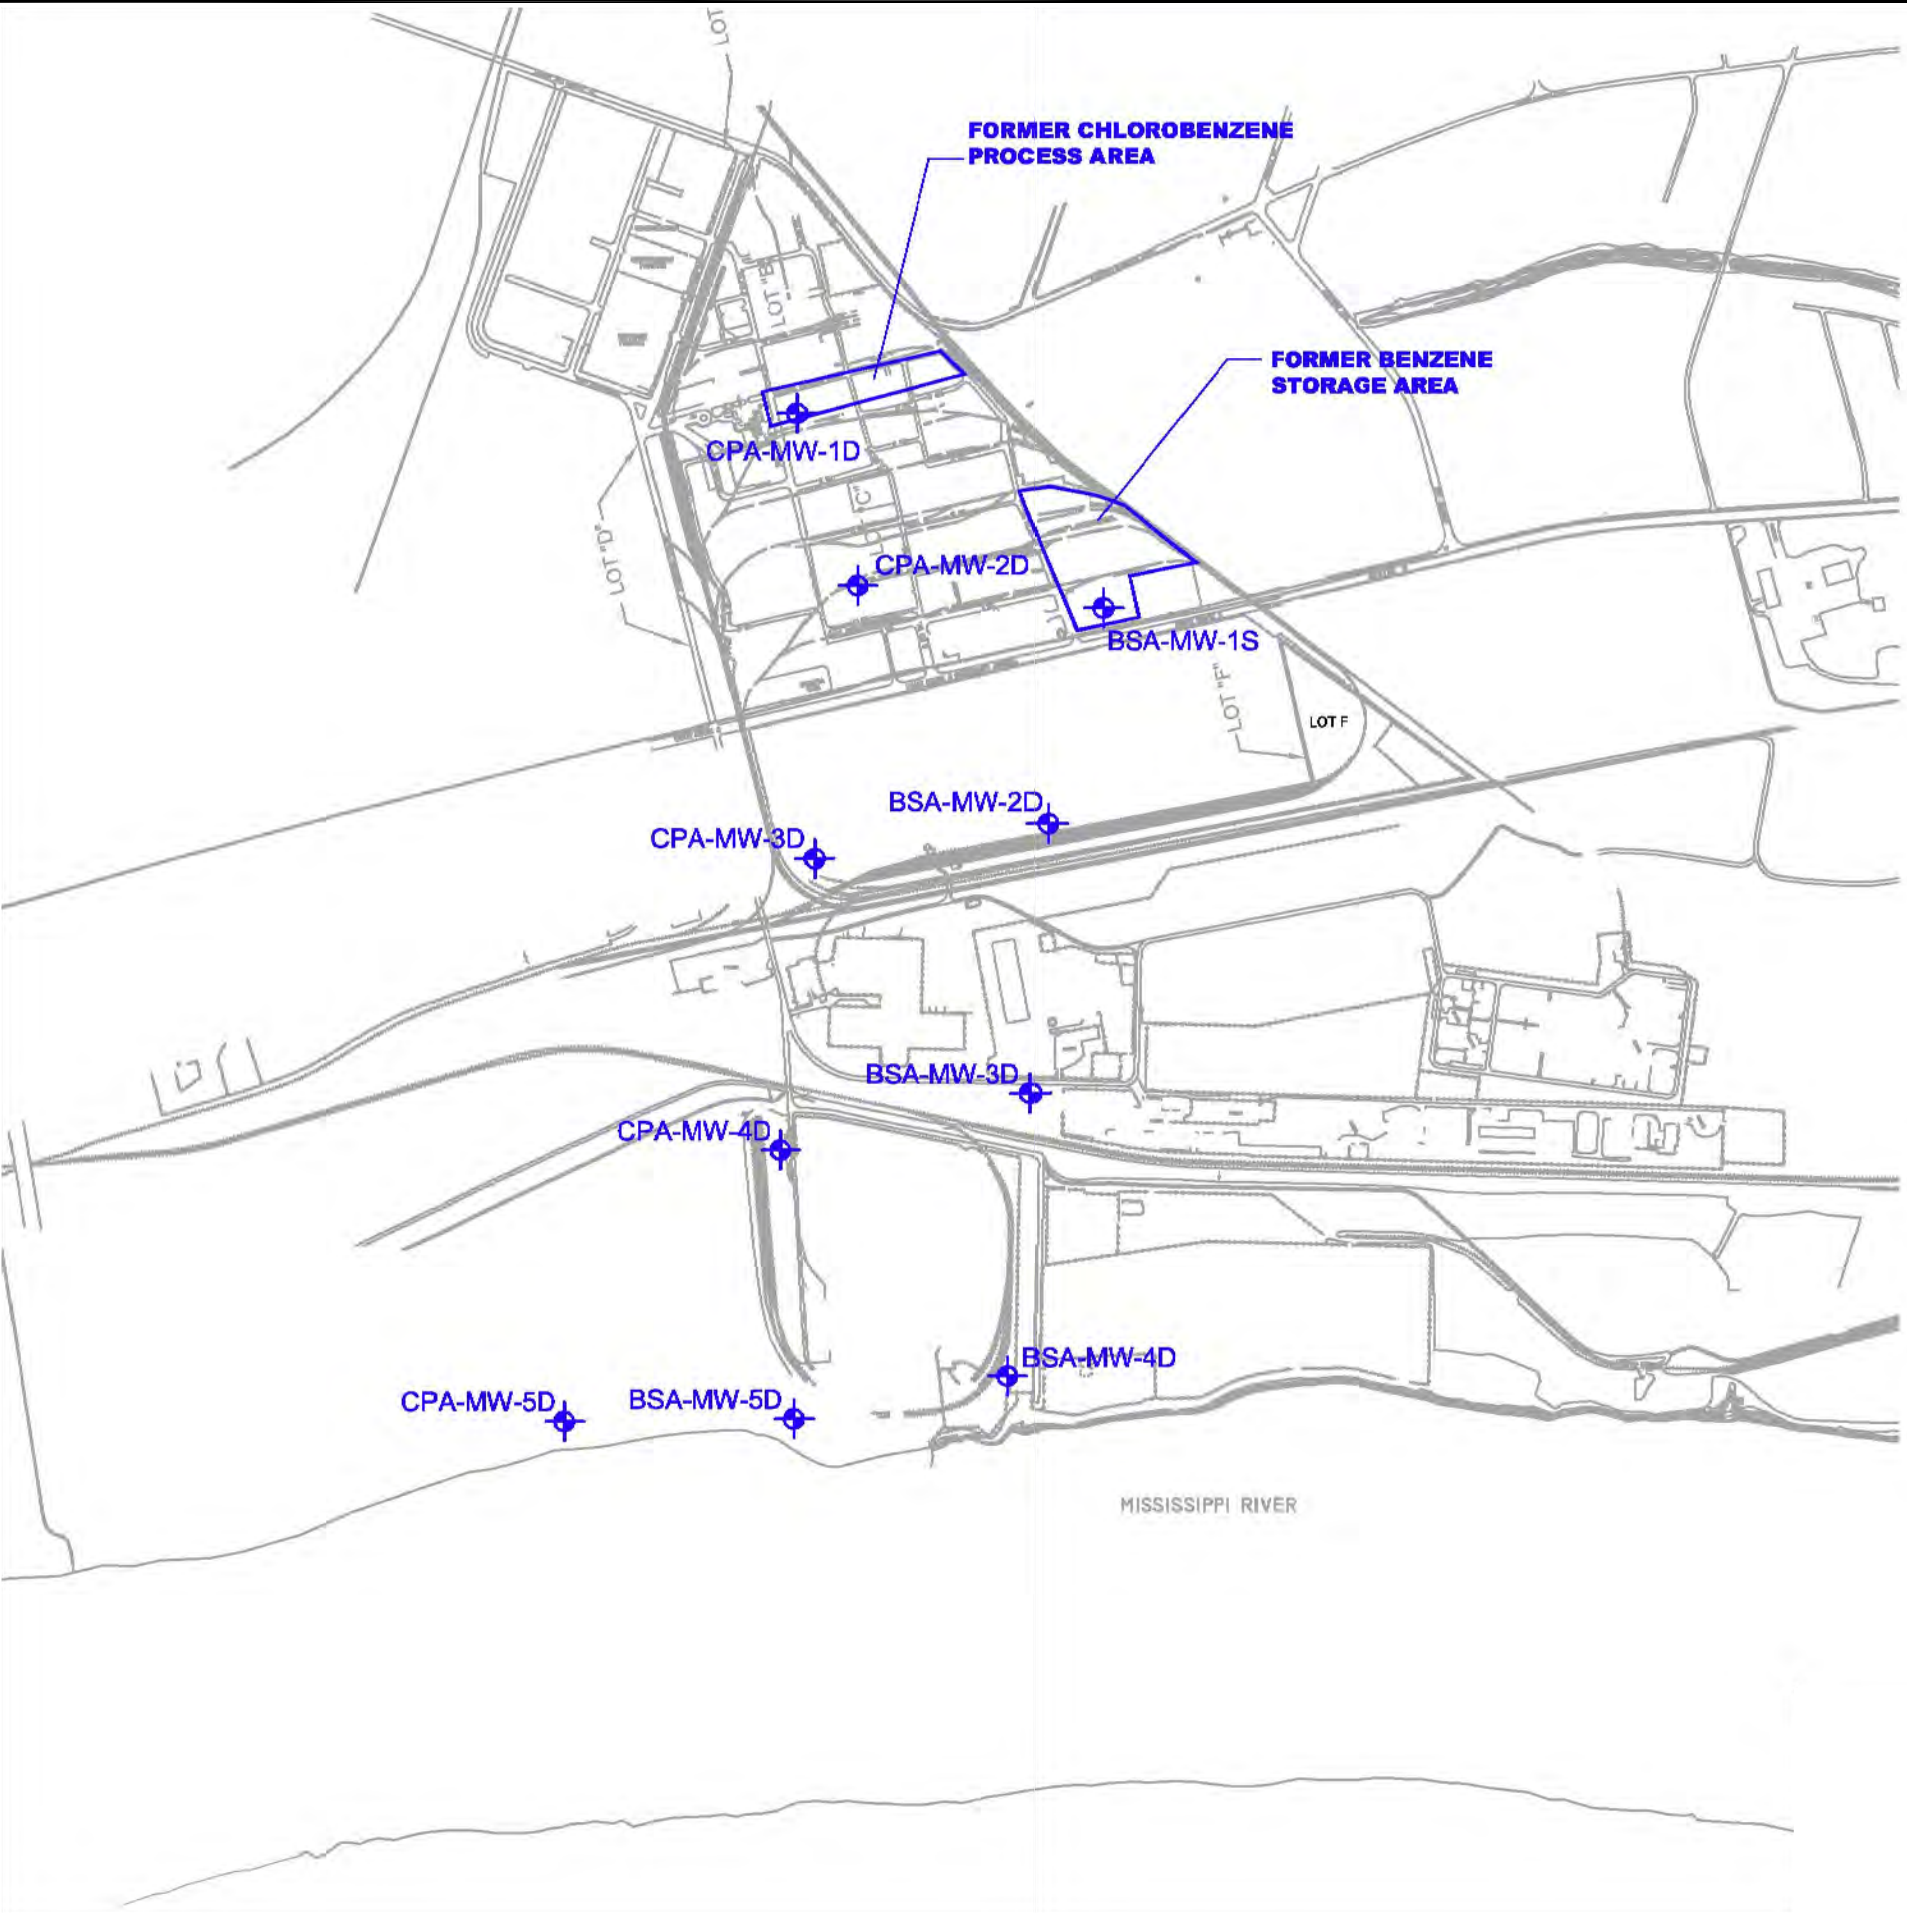 LOT
FORMER CHLOROBENZENE
PROCESS AREA
LOT "B"
FORMER BENZENE
STORAGE AREA
CPA-MW-1D
LOT "C"
LOT "D"
CPA-MW-2D
BSA-MW-1S
LOT "F"
LOT F
BSA-MW-2D
CPA-MW-3D
BSA-MW-3D
CPA-MW-4D
BSA-MW-4D
CPA-MW-5D
BSA-MW-5D
MISSISSIPPI RIVER